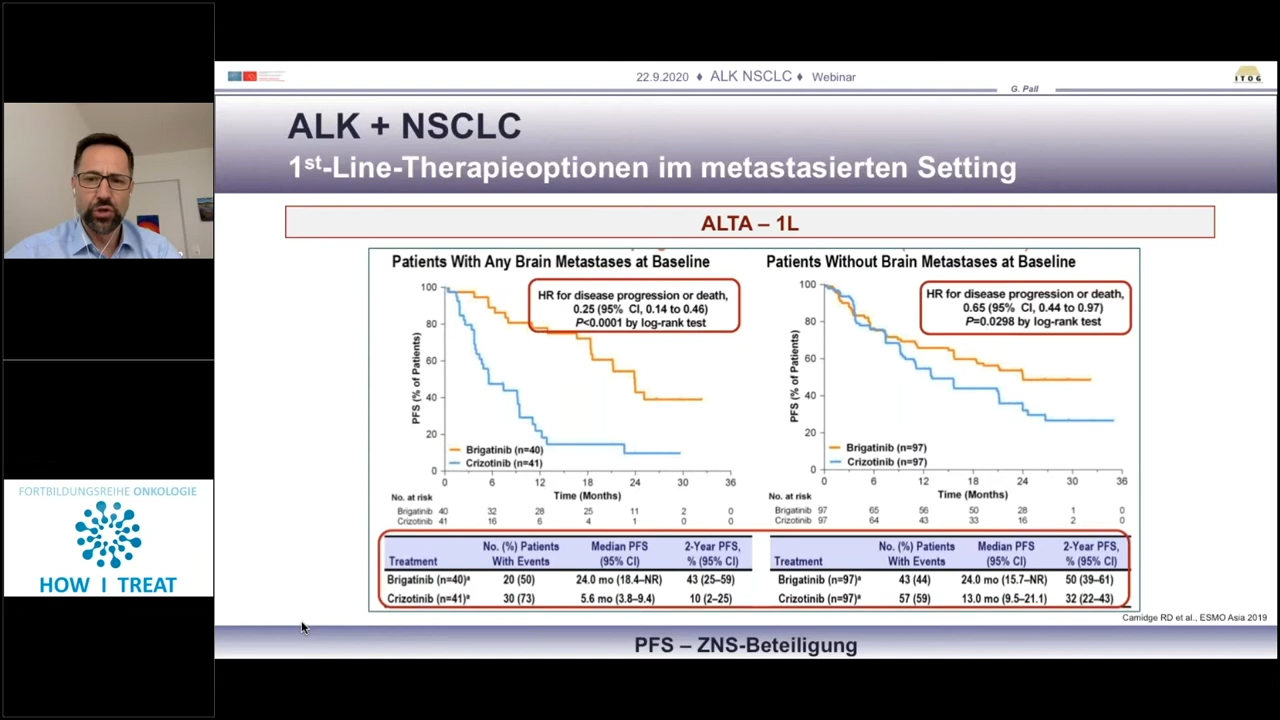 22.9.2020 ♦ ALK NSCLC ♦ Webinar
G. Pall
ITOG
ALK + NSCLC
1st-Line-Therapieoptionen im metastasierten Setting
ALTA – 1L
Patients With Any Brain Metastases at Baseline
HR for disease progression or death,
0.25 (95% CI, 0.14 to 0.46)
P<0.0001 by log-rank test
PFS (% of Patients)
100
80
60
40
20
0
Brigatinib (n=40)
Crizotinib (n=41)
0 6 12 18 24 30 36
Time (Months)
No. at risk
Brigatinib 40 32 28 25 11 2 0
Crizotinib 41 16 6 4 1 0 0
Treatment No. (%) Patients With Events Median PFS (95% CI) 2-Year PFS, % (95% CI)
Brigatinib (n=40)ª 20 (50) 24.0 mo (18.4–NR) 43 (25–59)
Crizotinib (n=41)ª 30 (73) 5.6 mo (3.8–9.4) 10 (2–25)
Patients Without Brain Metastases at Baseline
HR for disease progression or death,
0.65 (95% CI, 0.44 to 0.97)
P=0.0298 by log-rank test
PFS (% of Patients)
100
80
60
40
20
0
Brigatinib (n=97)
Crizotinib (n=97)
0 6 12 18 24 30 36
Time (Months)
No. at risk
Brigatinib 97 65 56 50 28 1 0
Crizotinib 97 64 43 33 16 2 0
Treatment No. (%) Patients With Events Median PFS (95% CI) 2-Year PFS, % (95% CI)
Brigatinib (n=97)ª 43 (44) 24.0 mo (15.7–NR) 50 (39–61)
Crizotinib (n=97)ª 57 (59) 13.0 mo (9.5–21.1) 32 (22–43)
Camidge RD et al., ESMO Asia 2019
PFS – ZNS-Beteiligung
FORTBILDUNGSREIHE ONKOLOGIE
HOW I TREAT